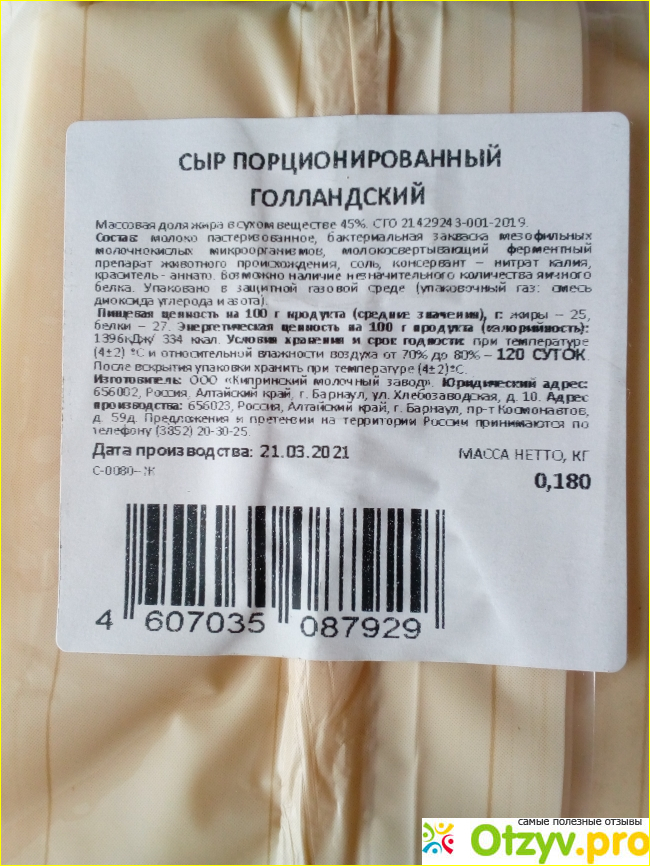 СЫР ПОРЦИОНИРОВАННЫЙ
ГОЛЛАНДСКИЙ
Массовая доля жира в сухом веществе 45%. СТО 21429243-001-2019.
Состав: молоко пастеризованное, бактериальная закваска мезофильных
молочнокислых микроорганизмов, молокосвертывающий ферментный
препарат животного происхождения, соль, консервант – нитрат калия,
краситель - аннато. Возможно наличие незначительного количества яичного
белка. Упаковано в защитной газовой среде (упаковочный газ: смесь
диоксида углерода и азота).
Пищевая ценность на 100 г продукта (средние значения), г: жиры – 25,
белки – 27. Энергетическая ценность на 100 г продукта (калорийность):
1396кДж/ 334 ккал. Условия хранения и срок годности: при температуре
(4±2) °С и относительной влажности воздуха от 70% до 80% – 120 СУТОК.
После вскрытия упаковки хранить при температуре (4±2)°С.
Изготовитель: ООО «Кипринский молочный завод». Юридический адрес:
656002, Россия, Алтайский край, г. Барнаул, ул. Хлебозаводская, д. 10. Адрес
производства: 656023, Россия, Алтайский край, г. Барнаул, пр-т Космонавтов,
д. 59д. Предложения и претензии на территории России принимаются по
телефону (3852) 20-30-25.
Дата производства: 21.03.2021
МАССА НЕТТО, КГ
С-0080-Ж
0,180
4 607035 087929
самые полезные отзывы
Otzyv.pro